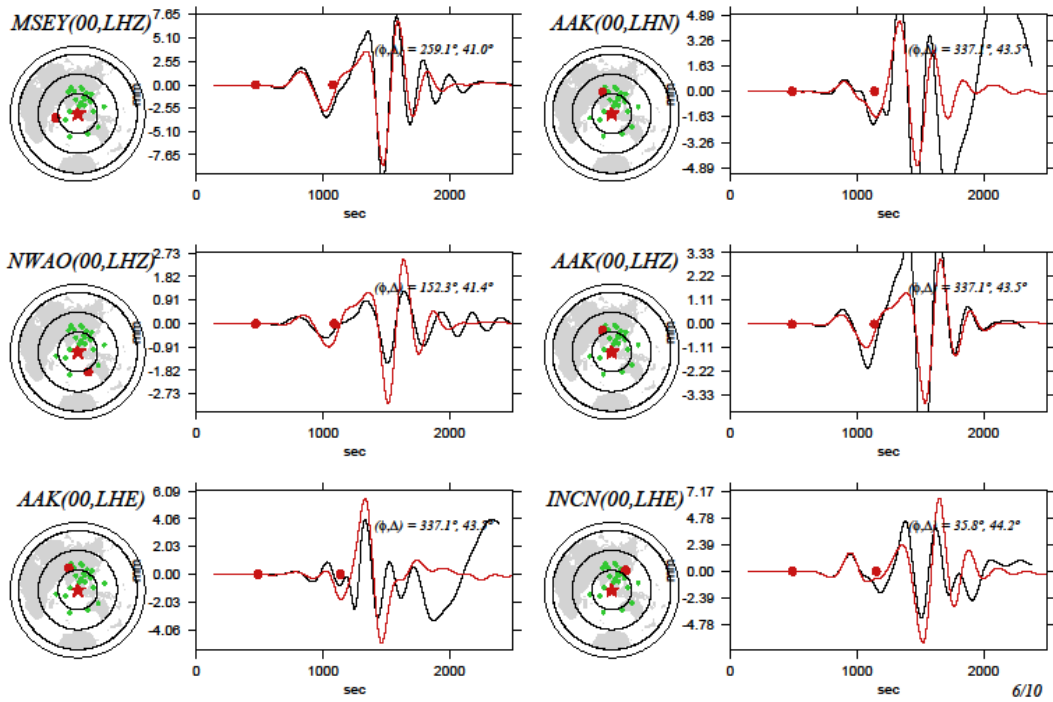 MSEY(00,LHZ)
7.65
5.10
2.55
0.00
-2.55
-5.10
-7.65
mm
(ϕ,Δ) = 259.1°, 41.0°
0
1000
2000
sec
AAK(00,LHN)
4.89
3.26
1.63
0.00
-1.63
-3.26
-4.89
mm
(ϕ,Δ) = 337.1°, 43.5°
0
1000
2000
sec
NWAO(00,LHZ)
2.73
1.82
0.91
0.00
-0.91
-1.82
-2.73
mm
(ϕ,Δ) = 152.3°, 41.4°
0
1000
2000
sec
AAK(00,LHZ)
3.33
2.22
1.11
0.00
-1.11
-2.22
-3.33
mm
(ϕ,Δ) = 337.1°, 43.5°
0
1000
2000
sec
AAK(00,LHE)
6.09
4.06
2.03
0.00
-2.03
-4.06
mm
(ϕ,Δ) = 337.1°, 43.5°
0
1000
2000
sec
INCN(00,LHE)
7.17
4.78
2.39
0.00
-2.39
-4.78
mm
(ϕ,Δ) = 35.8°, 44.2°
0
1000
2000
sec
6/10